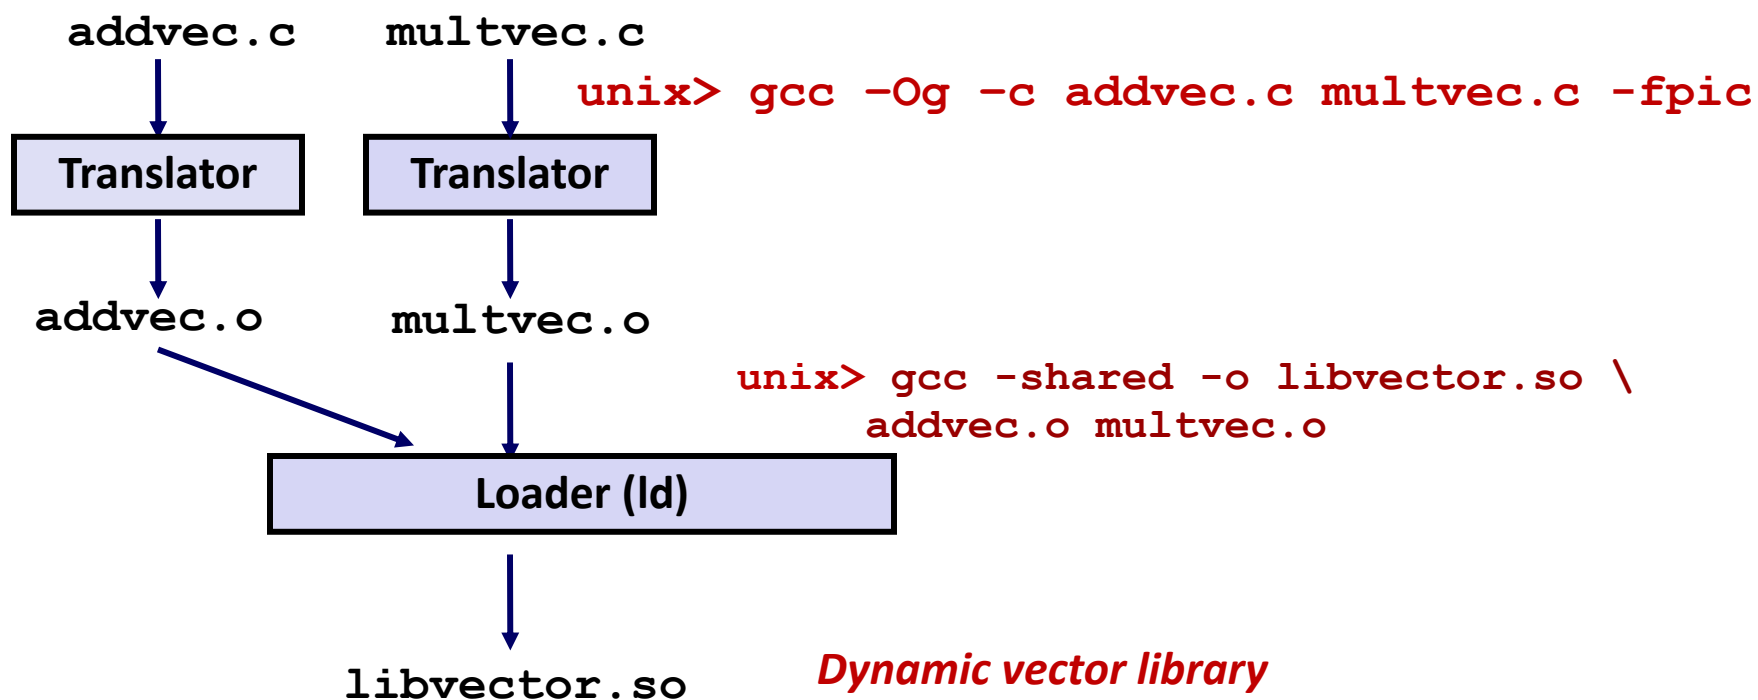 addvec.c multvec.c
unix> gcc –Og –c addvec.c multvec.c -fpic
Translator Translator
addvec.o multvec.o
unix> gcc -shared -o libvector.so \
addvec.o multvec.o
Loader (ld)
libvector.so
Dynamic vector library